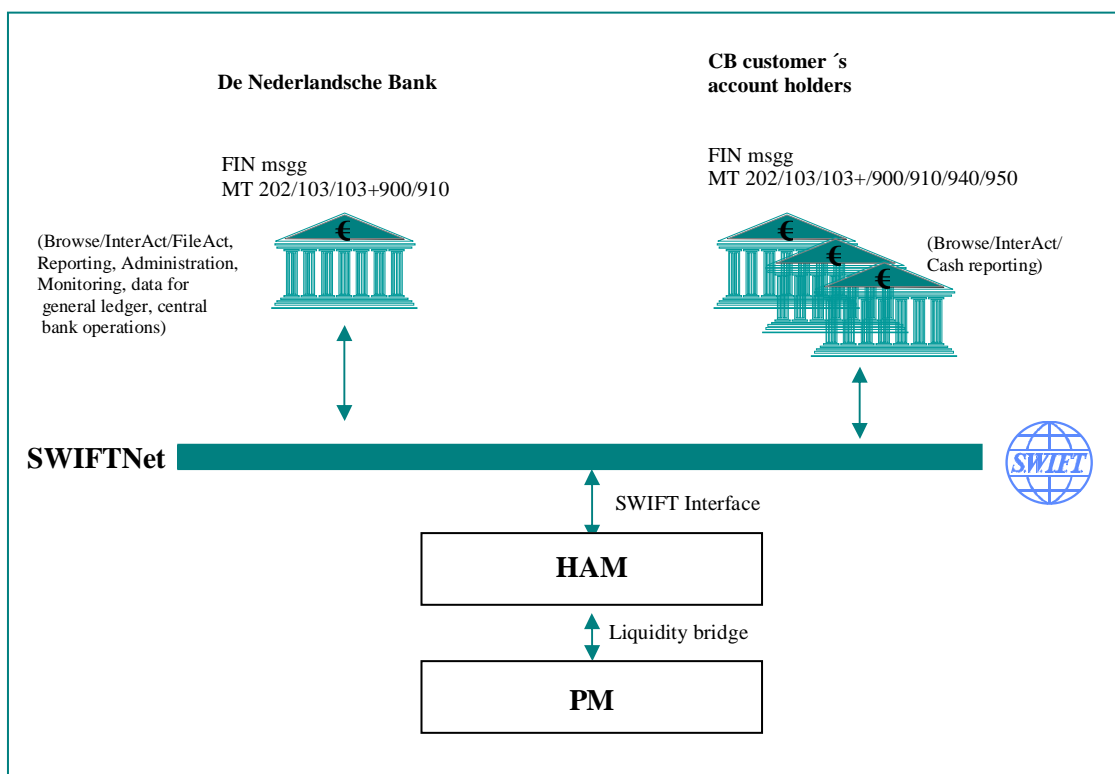 De Nederlandsche Bank
CB customer ´s
account holders
FIN msgg
MT 202/103/103+900/910
FIN msgg
MT 202/103/103+/900/910/940/950
(Browse/InterAct/FileAct,
Reporting, Administration,
Monitoring, data for
general ledger, central
bank operations)
€
€
€
€
(Browse/InterAct/
Cash reporting)
SWIFTNet
S.W.I.F.T.
SWIFT Interface
HAM
Liquidity bridge
PM